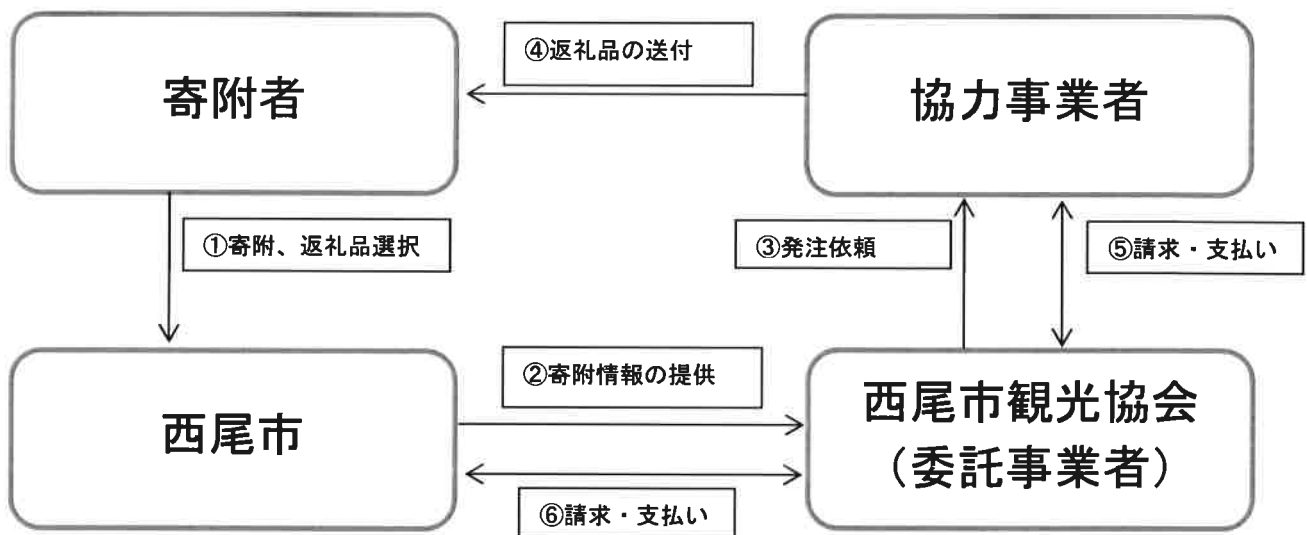 ④返礼品の送付
寄附者
協力事業者
①寄附、返礼品選択
③発注依頼
⑤請求・支払い
②寄附情報の提供
西尾市
西尾市観光協会
（委託事業者）
⑥請求・支払い